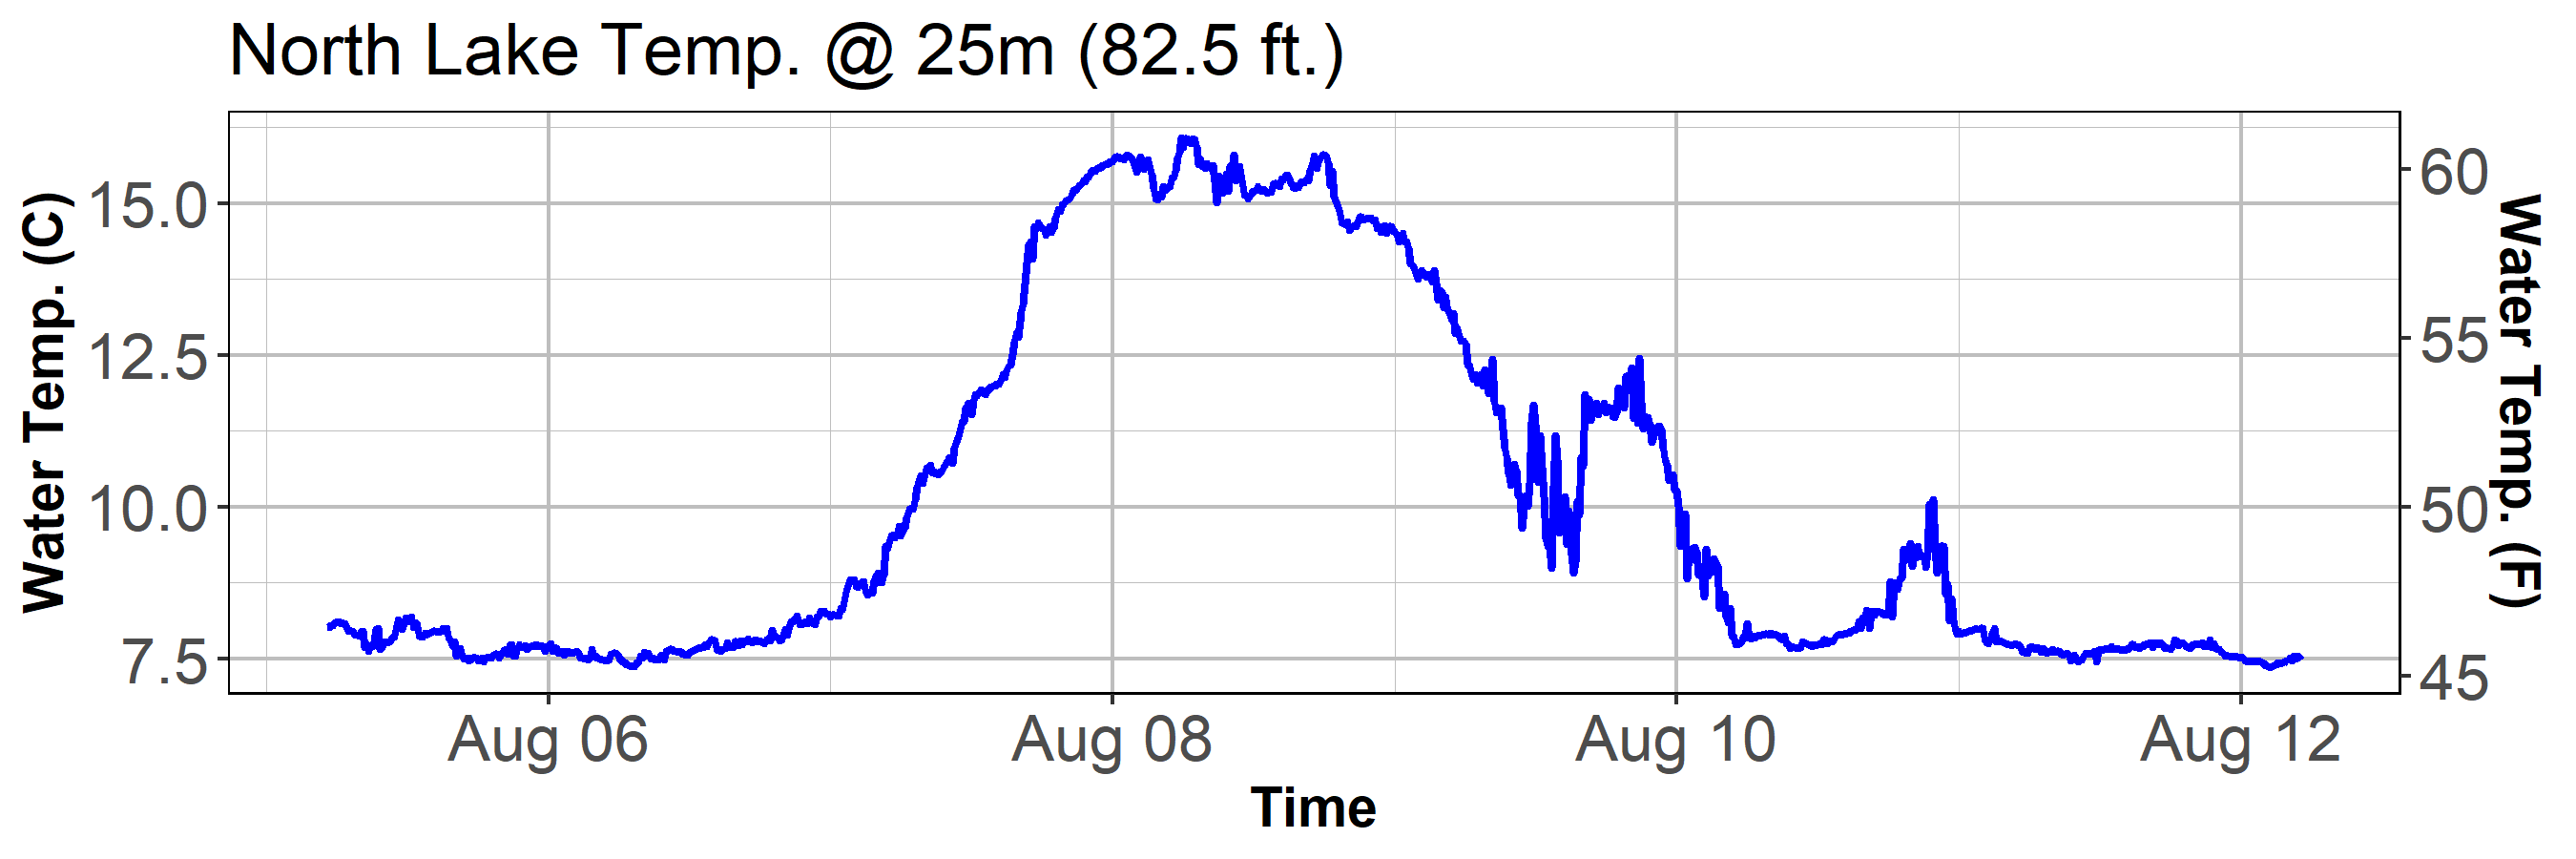 North Lake Temp. @ 25m (82.5 ft.)
Water Temp. (C)
15.0
12.5
10.0
7.5
60
55
50
45
Water Temp. (F)
Aug 06 Aug 08 Aug 10 Aug 12
Time